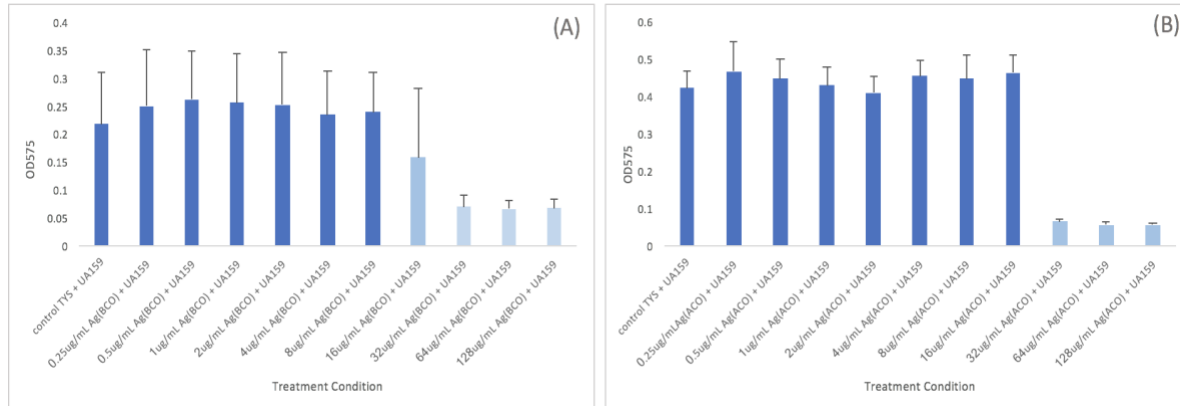 (A)
0.4
0.35
0.3
0.25
0.2
0.15
0.1
0.05
0
OD575
control TYS + UA159
0.25ug/mL Ag(BCO) + UA159
0.5ug/mL Ag(BCO) + UA159
1ug/mL Ag(BCO) + UA159
2ug/mL Ag(BCO) + UA159
4ug/mL Ag(BCO) + UA159
8ug/mL Ag(BCO) + UA159
16ug/mL Ag(BCO) + UA159
32ug/mL Ag(BCO) + UA159
64ug/mL Ag(BCO) + UA159
128ug/mL Ag(BCO) + UA159
Treatment Condition
(B)
0.6
0.5
0.4
0.3
0.2
0.1
0
OD575
control TYS + UA159
0.25ug/mLAg(ACO) + UA159
0.5ug/mL Ag(ACO) + UA159
1ug/mL Ag(ACO) + UA159
2ug/mL Ag(ACO) + UA159
4ug/mL Ag(ACO) + UA159
8ug/mL Ag(ACO) + UA159
16ug/mL Ag(ACO) + UA159
32ug/mL Ag(ACO) + UA159
64ug/mL Ag(ACO) + UA159
128ug/mL Ag(ACO) + UA159
Treatment Condition